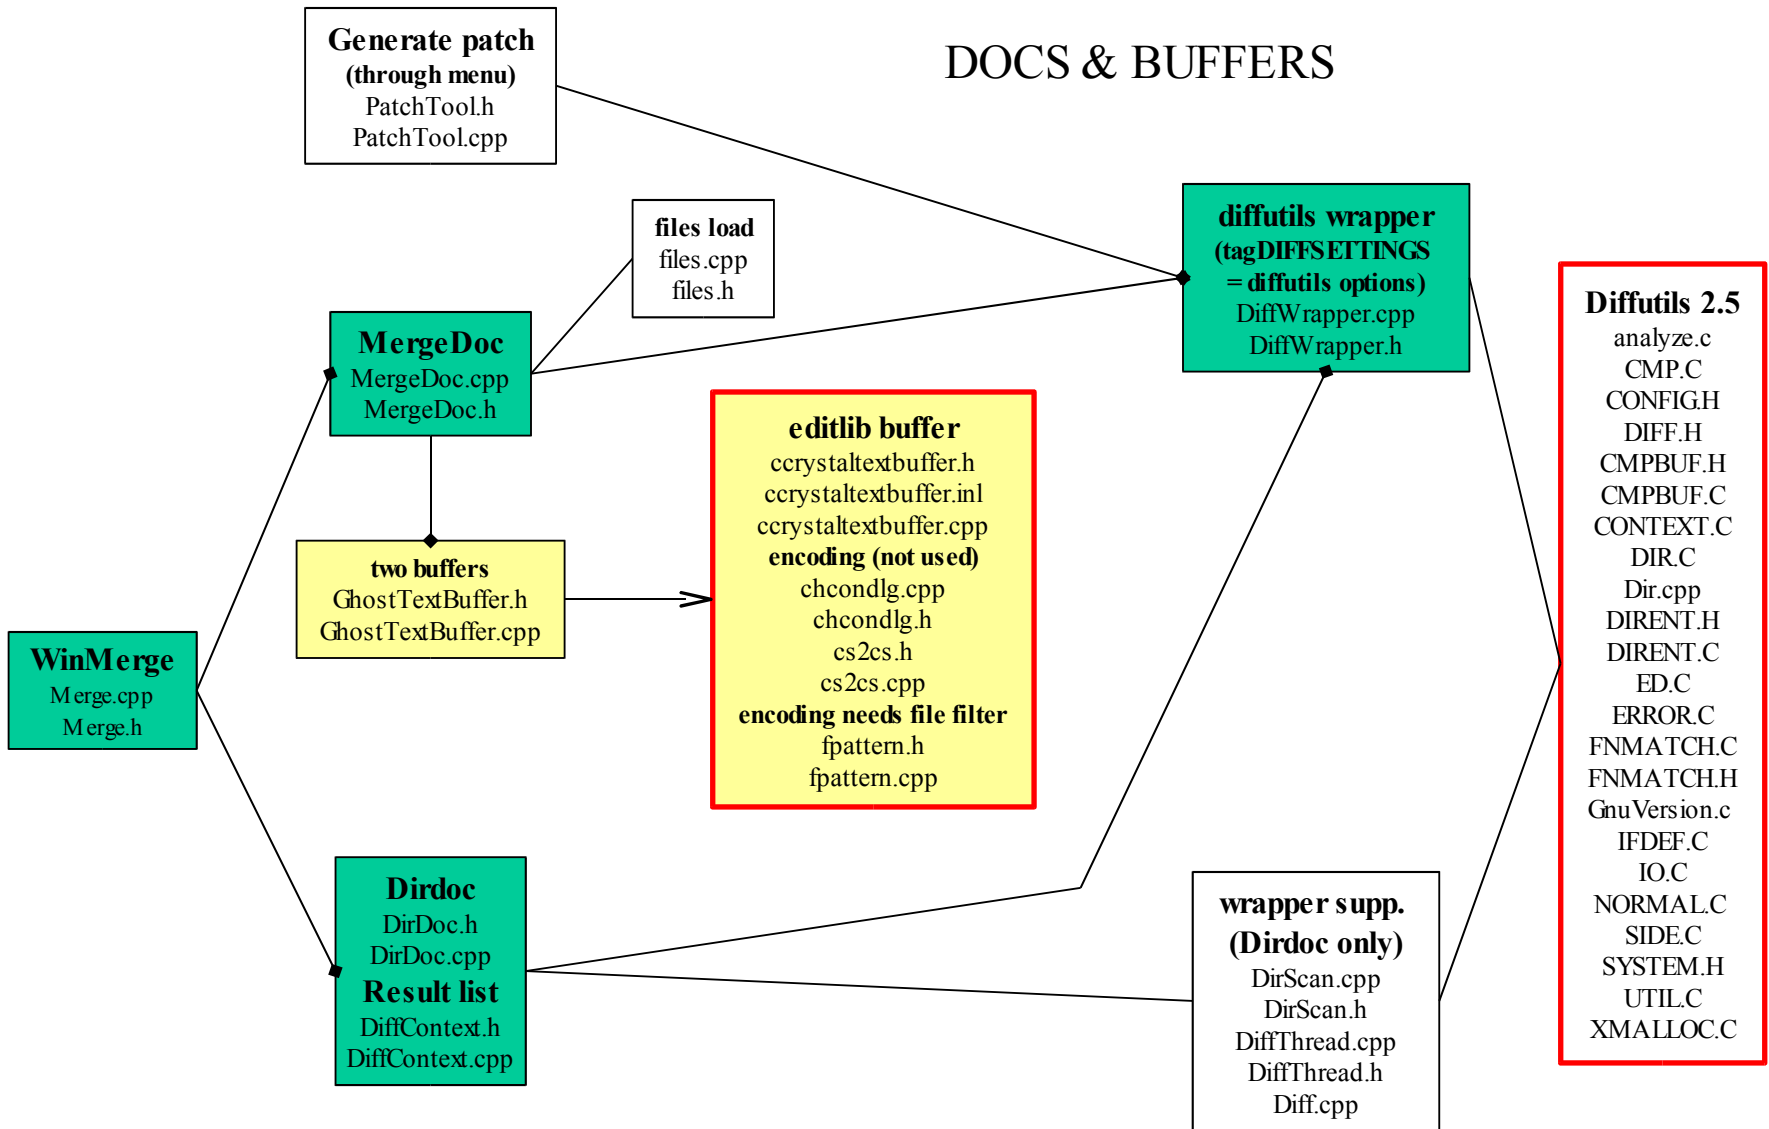 DOCS & BUFFERS
Generate patch
(through menu)
PatchTool.h
PatchTool.cpp
files load
files.cpp
files.h
diffutils wrapper
(tagDIFFSETTINGS
= diffutils options)
DiffWrapper.cpp
DiffWrapper.h
MergeDoc
MergeDoc.cpp
MergeDoc.h
editlib buffer
ccrystaltextbuffer.h
ccrystaltextbuffer.inl
ccrystaltextbuffer.cpp
encoding (not used)
chcondlg.cpp
chcondlg.h
cs2cs.h
cs2cs.cpp
encoding needs file filter
fpattern.h
fpattern.cpp
two buffers
GhostTextBuffer.h
GhostTextBuffer.cpp
WinMerge
Merge.cpp
Merge.h
Dirdoc
DirDoc.h
DirDoc.cpp
Result list
DiffContext.h
DiffContext.cpp
wrapper supp.
(Dirdoc only)
DirScan.cpp
DirScan.h
DiffThread.cpp
DiffThread.h
Diff.cpp
Diffutils 2.5
analyze.c
CMP.C
CONFIG.H
DIFF.H
CMPBUF.H
CMPBUF.C
CONTEXT.C
DIR.C
Dir.cpp
DIRENT.H
DIRENT.C
ED.C
ERROR.C
FNMATCH.C
FNMATCH.H
GnuVersion.c
IFDEF.C
IO.C
NORMAL.C
SIDE.C
SYSTEM.H
UTIL.C
XMALLOC.C